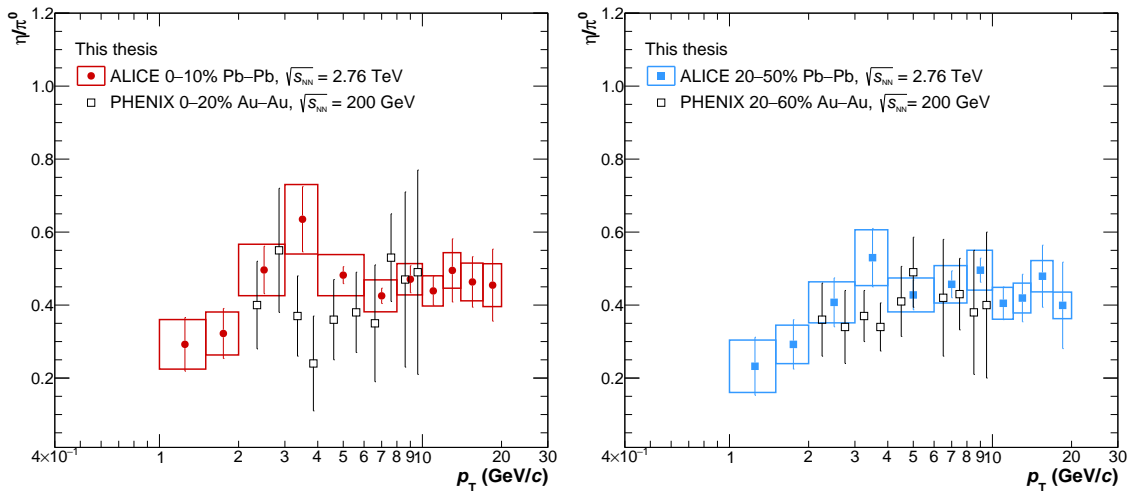 η/π⁰
1.2
1.0
0.8
0.6
0.4
0.2
This thesis
ALICE 0–10% Pb–Pb, √sNN = 2.76 TeV
PHENIX 0–20% Au–Au, √sNN = 200 GeV
4×10⁻¹ 1 2 3 4 5 6 7 8 9 10 20 30
pT (GeV/c)
η/π⁰
1.2
1.0
0.8
0.6
0.4
0.2
This thesis
ALICE 20–50% Pb–Pb, √sNN = 2.76 TeV
PHENIX 20–60% Au–Au, √sNN = 200 GeV
4×10⁻¹ 1 2 3 4 5 6 7 8 9 10 20 30
pT (GeV/c)